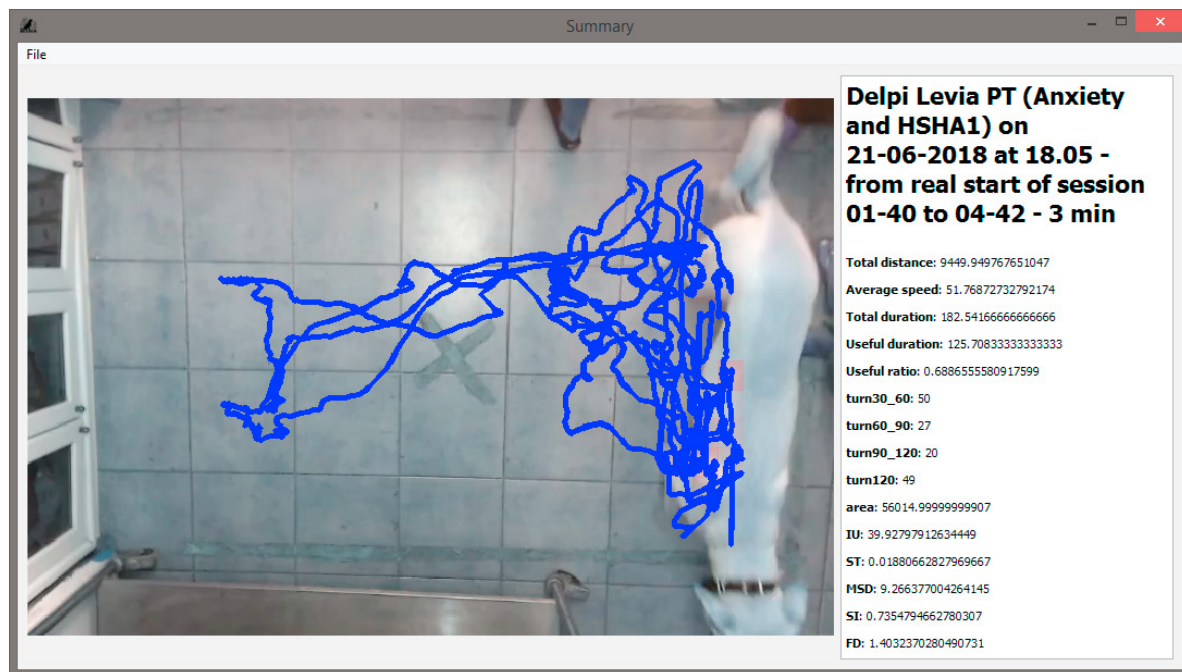 Summary
File
Delpi Levia PT (Anxiety
and HSHA1) on
21-06-2018 at 18.05 -
from real start of session
01-40 to 04-42 - 3 min
Total distance: 9449.949767651047
Average speed: 51.76872732792174
Total duration: 182.54166666666666
Useful duration: 125.70833333333333
Useful ratio: 0.6886555580917599
turn30_60: 50
turn60_90: 27
turn90_120: 20
turn120: 49
area: 56014.99999999907
IU: 39.92797912634449
ST: 0.01880662827969667
MSD: 9.266377004264145
SI: 0.7354794662780307
FD: 1.4032370280490731